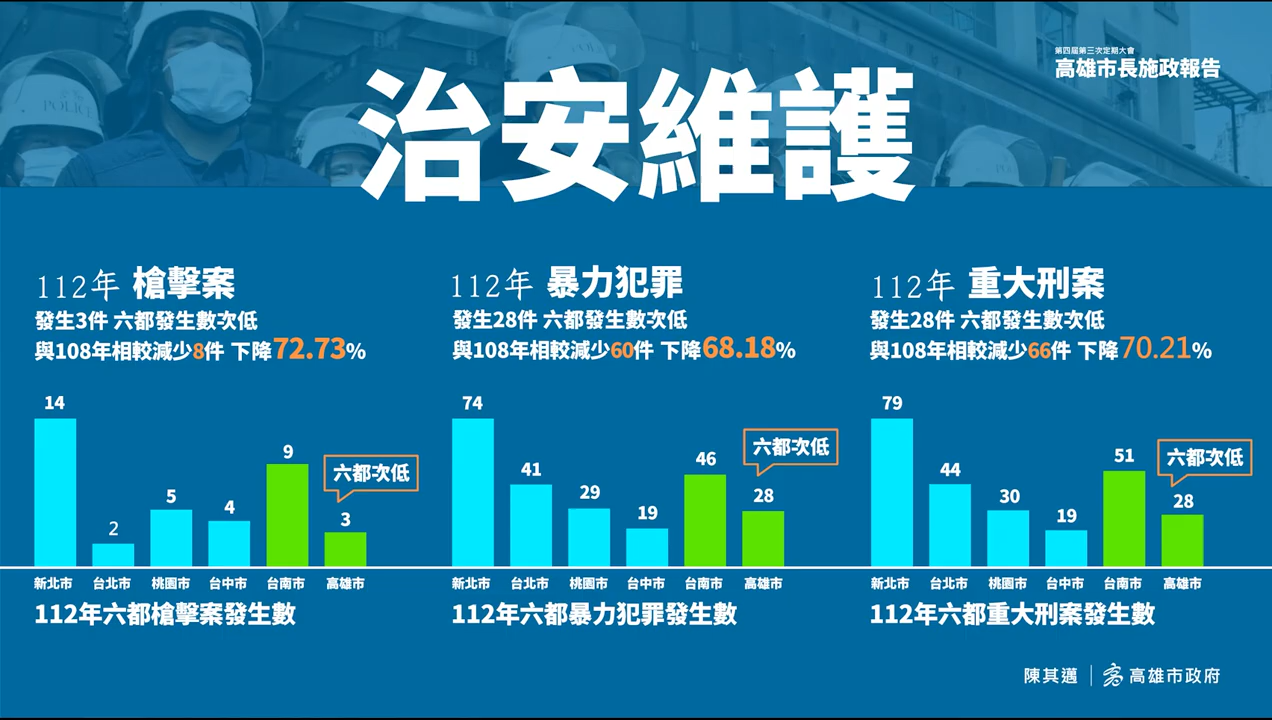 第四屆第三次定期大會
高雄市長施政報告
治安維護
POLICE
112年 槍擊案
發生3件 六都發生數次低
與108年相較減少8件 下降72.73%
14
2
5
4
9
3
六都次低
新北市 台北市 桃園市 台中市 台南市 高雄市
112年六都槍擊案發生數
112年 暴力犯罪
發生28件 六都發生數次低
與108年相較減少60件 下降68.18%
74
41
29
19
46
28
六都次低
新北市 台北市 桃園市 台中市 台南市 高雄市
112年六都暴力犯罪發生數
112年 重大刑案
發生28件 六都發生數次低
與108年相較減少66件 下降70.21%
79
44
30
19
51
28
六都次低
新北市 台北市 桃園市 台中市 台南市 高雄市
112年六都重大刑案發生數
陳其邁 | 高雄市政府